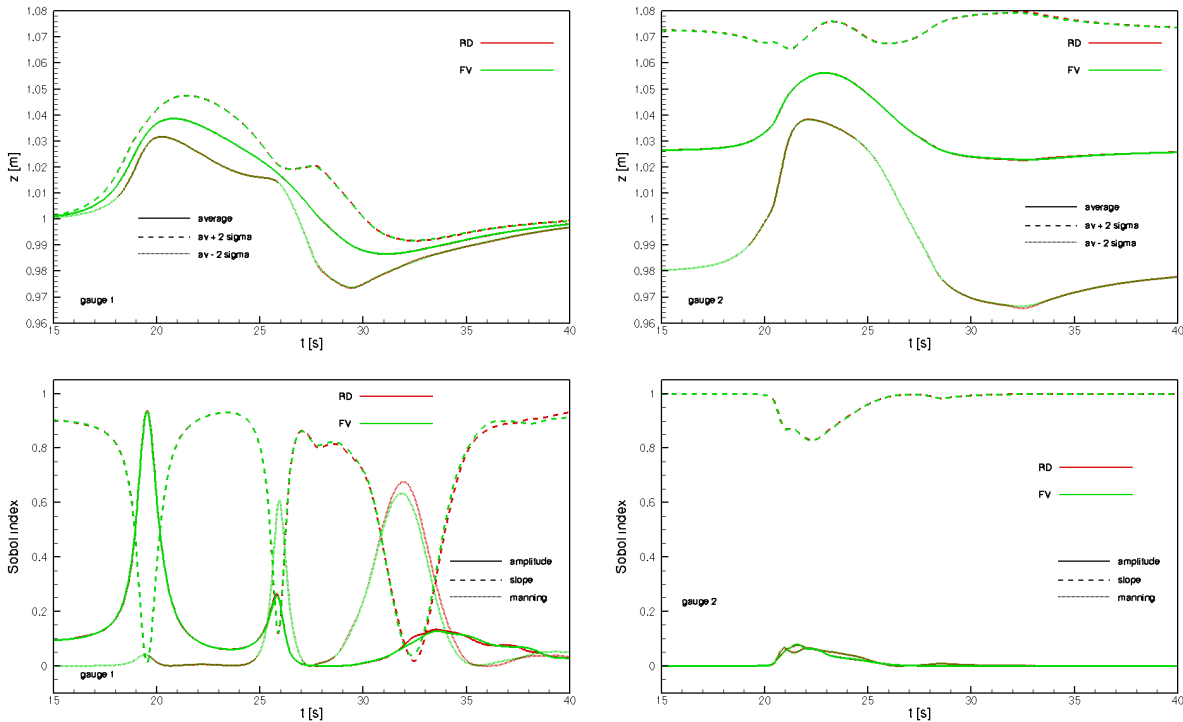 1.08
1.07
1.06
1.05
1.04
1.03
1.02
1.01
1
0.99
0.98
0.97
0.96
z [m]
RD
FV
average
av + 2 sigma
av - 2 sigma
gauge 1
15 20 25 30 35 40
t [s]
1.08
1.07
1.06
1.05
1.04
1.03
1.02
1.01
1
0.99
0.98
0.97
0.96
z [m]
RD
FV
average
av + 2 sigma
av - 2 sigma
gauge 2
15 20 25 30 35 40
t [s]
1
0.8
0.6
0.4
0.2
0
Sobol index
RD
FV
amplitude
slope
manning
gauge 1
15 20 25 30 35 40
t [s]
1
0.8
0.6
0.4
0.2
0
Sobol index
RD
FV
amplitude
slope
manning
gauge 2
15 20 25 30 35 40
t [s]